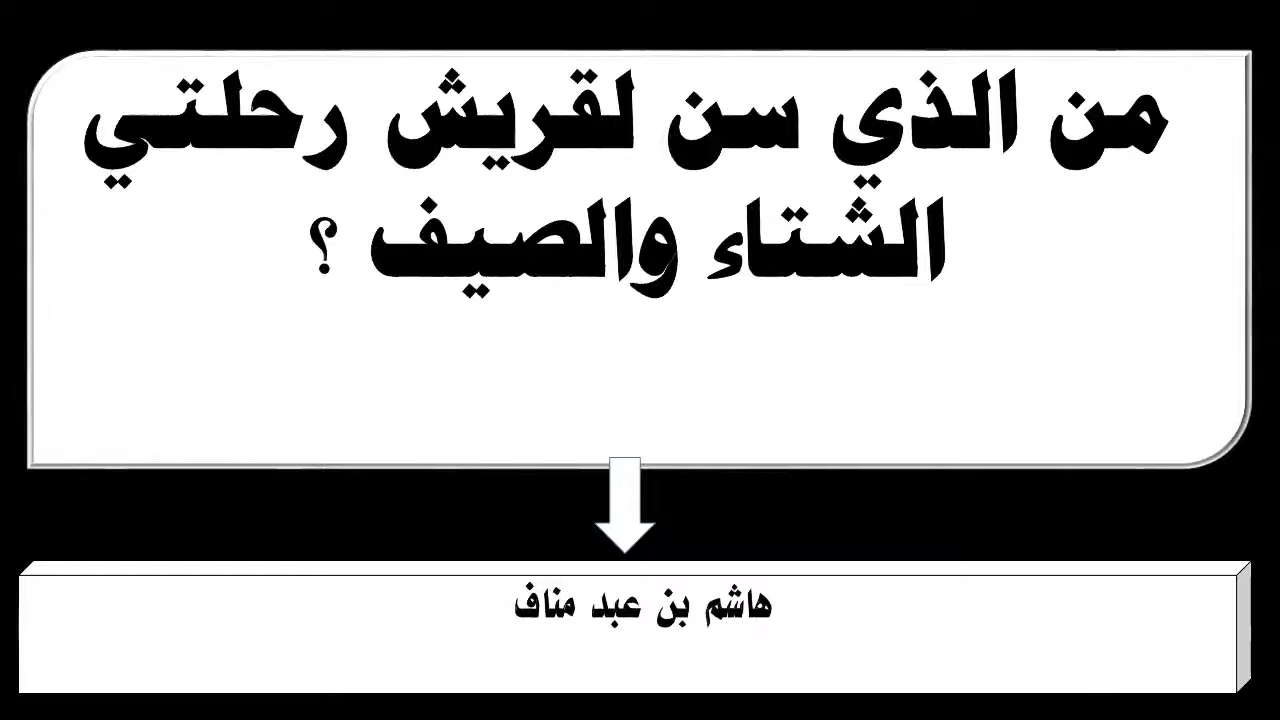 من الذي سن لقريش رحلتي
الشتاء والصيف ؟
هاشم بن عبد مناف